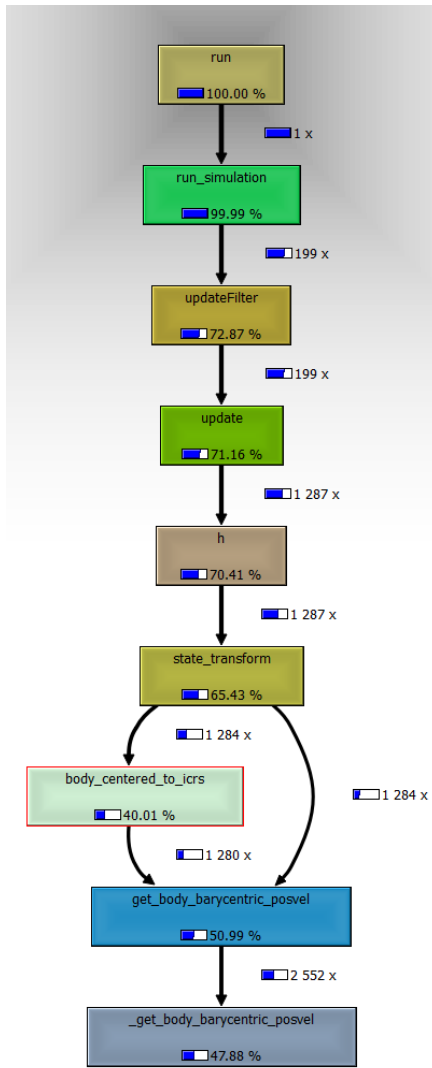 run
100.00 %
1 x
run_simulation
99.99 %
199 x
updateFilter
72.87 %
199 x
update
71.16 %
1 287 x
h
70.41 %
1 287 x
state_transform
65.43 %
1 284 x
body_centered_to_icrs
40.01 %
1 284 x
1 280 x
get_body_barycentric_posvel
50.99 %
2 552 x
_get_body_barycentric_posvel
47.88 %